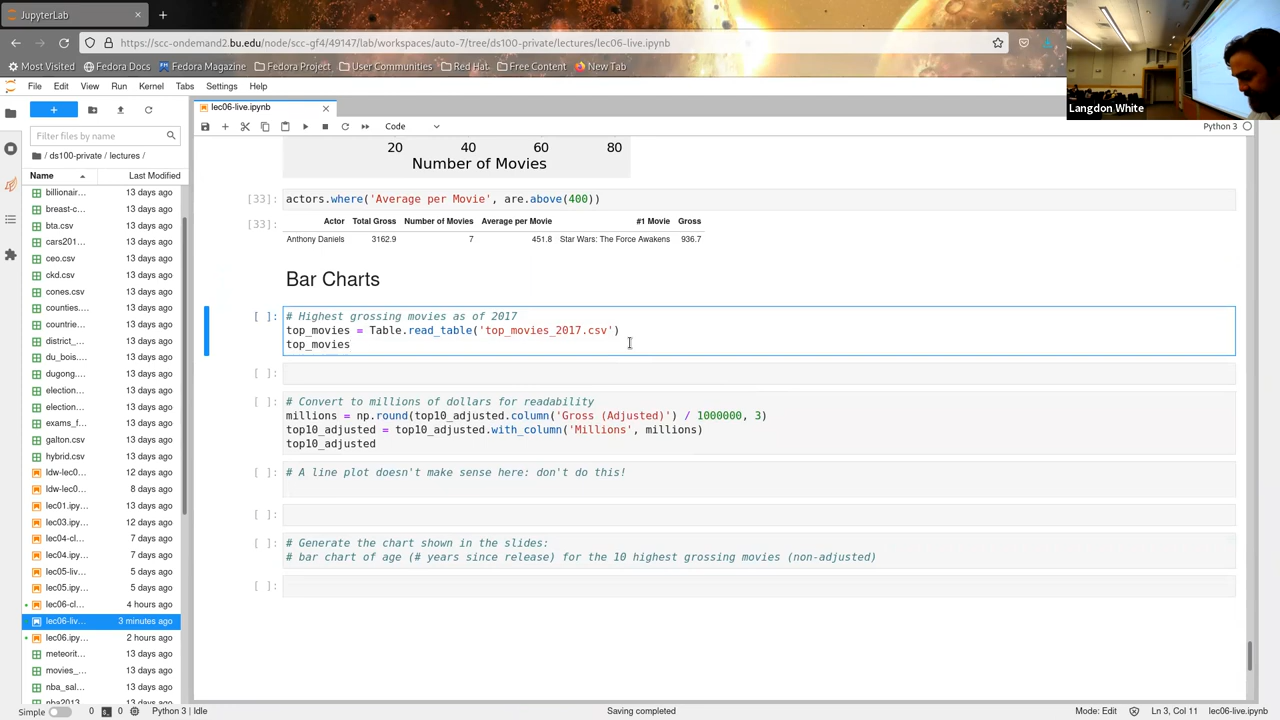 JupyterLab
https://scc-ondemand2.bu.edu/node/scc-gf4/49147/lab/workspaces/auto-7/tree/ds100-private/lectures/lec06-live.ipynb
Most Visited Fedora Docs Fedora Magazine Fedora Project User Communities Red Hat Free Content New Tab
Langdon White
File Edit View Run Kernel Tabs Settings Help
lec06-live.ipynb
Code
Python 3
Filter files by name
/ ds100-private / lectures /
Name Last Modified
billionair... 13 days ago
breast-c... 13 days ago
bta.csv 13 days ago
cars201... 13 days ago
ceo.csv 13 days ago
ckd.csv 13 days ago
cones.csv 13 days ago
counties.... 13 days ago
countrie... 13 days ago
district_... 13 days ago
du_bois.... 13 days ago
dugong.... 13 days ago
election... 13 days ago
election... 13 days ago
exams_f... 13 days ago
galton.csv 13 days ago
hybrid.csv 13 days ago
ldw-lec0... 12 days ago
ldw-lec0... 8 days ago
lec01.ipy... 13 days ago
lec03.ipy... 12 days ago
lec04-cl... 7 days ago
lec04.ipy... 7 days ago
lec05-liv... 5 days ago
lec05.ipy... 5 days ago
lec06-cl... 4 hours ago
lec06-liv... 3 minutes ago
lec06.ipy... 2 hours ago
meteorit... 13 days ago
movies_... 13 days ago
nba_sal... 13 days ago
nba2013... 13 days ago
20 40 60 80
Number of Movies
[33]: actors.where('Average per Movie', are.above(400))
[33]: Actor Total Gross Number of Movies Average per Movie #1 Movie Gross
Anthony Daniels 3162.9 7 451.8 Star Wars: The Force Awakens 936.7
Bar Charts
[ ]: # Highest grossing movies as of 2017
top_movies = Table.read_table('top_movies_2017.csv')
top_movies
[ ]:
[ ]: # Convert to millions of dollars for readability
millions = np.round(top10_adjusted.column('Gross (Adjusted)') / 1000000, 3)
top10_adjusted = top10_adjusted.with_column('Millions', millions)
top10_adjusted
[ ]: # A line plot doesn't make sense here: don't do this!
[ ]:
[ ]: # Generate the chart shown in the slides:
# bar chart of age (# years since release) for the 10 highest grossing movies (non-adjusted)
[ ]:
Simple 0 0 Python 3 | Idle Saving completed Mode: Edit Ln 3, Col 11 lec06-live.ipynb